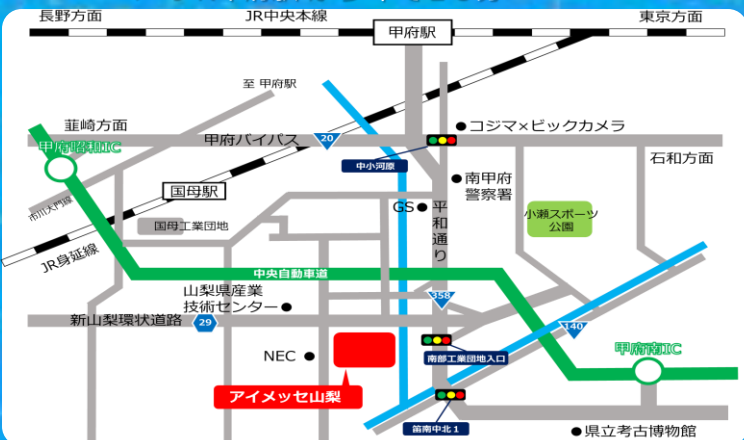 長野方面
JR中央本線
甲府駅
東京方面
至 甲府駅
韮崎方面
甲府バイパス
20
コジマ×ビックカメラ
甲府昭和IC
中小河原
石和方面
国母駅
南甲府
警察署
市川大門線
国母工業団地
GS
平和通り
小瀬スポーツ
公園
JR身延線
中央自動車道
山梨県産業
技術センター
358
新山梨環状道路
29
140
NEC
南部工業団地入口
甲府南IC
アイメッセ山梨
笛南中北1
県立考古博物館